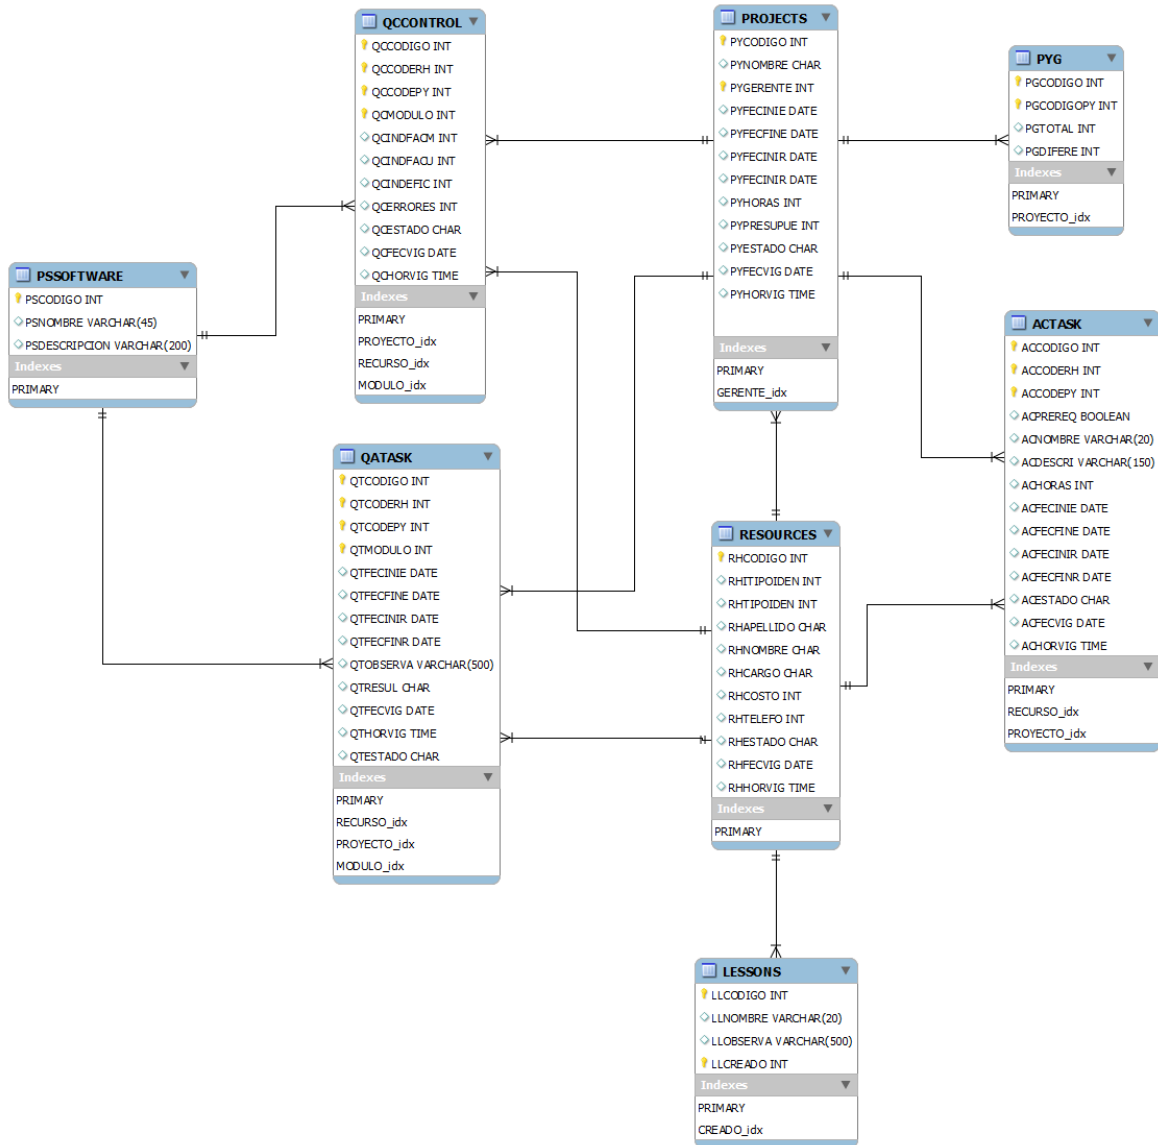 QCCONTROL
QCCODIGO INT
QCCODERH INT
QCCODEPY INT
QCMODULO INT
QCINDFACM INT
QCINDFACU INT
QCINDEFIC INT
QCERRORES INT
QCESTADO CHAR
QCFECVIG DATE
QCHORVIG TIME
Indexes
PRIMARY
PROYECTO_idx
RECURSO_idx
MODULO_idx
PROJECTS
PYCODIGO INT
PYNOMBRE CHAR
PYGERENTE INT
PYFECINIE DATE
PYFECFINE DATE
PYFECINIR DATE
PYFECINIR DATE
PYHORAS INT
PYPRESUPUE INT
PYESTADO CHAR
PYFECVIG DATE
PYHORVIG TIME
Indexes
PRIMARY
GERENTE_idx
PYG
PGCODIGO INT
PGCODIGOPY INT
PGTOTAL INT
PGDIFERE INT
Indexes
PRIMARY
PROYECTO_idx
PSSOFTWARE
PSCODIGO INT
PSNOMBRE VARCHAR(45)
PSDESCRIPCION VARCHAR(200)
Indexes
PRIMARY
ACTASK
ACCODIGO INT
ACCODERH INT
ACCODEPY INT
ACPREREQ BOOLEAN
ACNOMBRE VARCHAR(20)
ACDESCRI VARCHAR(150)
ACHORAS INT
ACFECINIE DATE
ACFECFINE DATE
ACFECINIR DATE
ACFECFINR DATE
ACESTADO CHAR
ACFECVIG DATE
ACHORVIG TIME
Indexes
PRIMARY
RECURSO_idx
PROYECTO_idx
QATASK
QTCODIGO INT
QTCODERH INT
QTCODEPY INT
QTMODULO INT
QTFECINIE DATE
QTFECFINE DATE
QTFECINIR DATE
QTFECFINR DATE
QTOBSERVA VARCHAR(500)
QTRESUL CHAR
QTFECVIG DATE
QTHORVIG TIME
QTESTADO CHAR
Indexes
PRIMARY
RECURSO_idx
PROYECTO_idx
MODULO_idx
RESOURCES
RHCODIGO INT
RHITIPOIDEN INT
RHTIPOIDEN INT
RHAPELLIDO CHAR
RHNOMBRE CHAR
RHCARGO CHAR
RHCOSTO INT
RHTELEFO INT
RHESTADO CHAR
RHFECVIG DATE
RHHORVIG TIME
Indexes
PRIMARY
LESSONS
LLCODIGO INT
LLNOMBRE VARCHAR(20)
LLOBSERVA VARCHAR(500)
LLCREADO INT
Indexes
PRIMARY
CREADO_idx